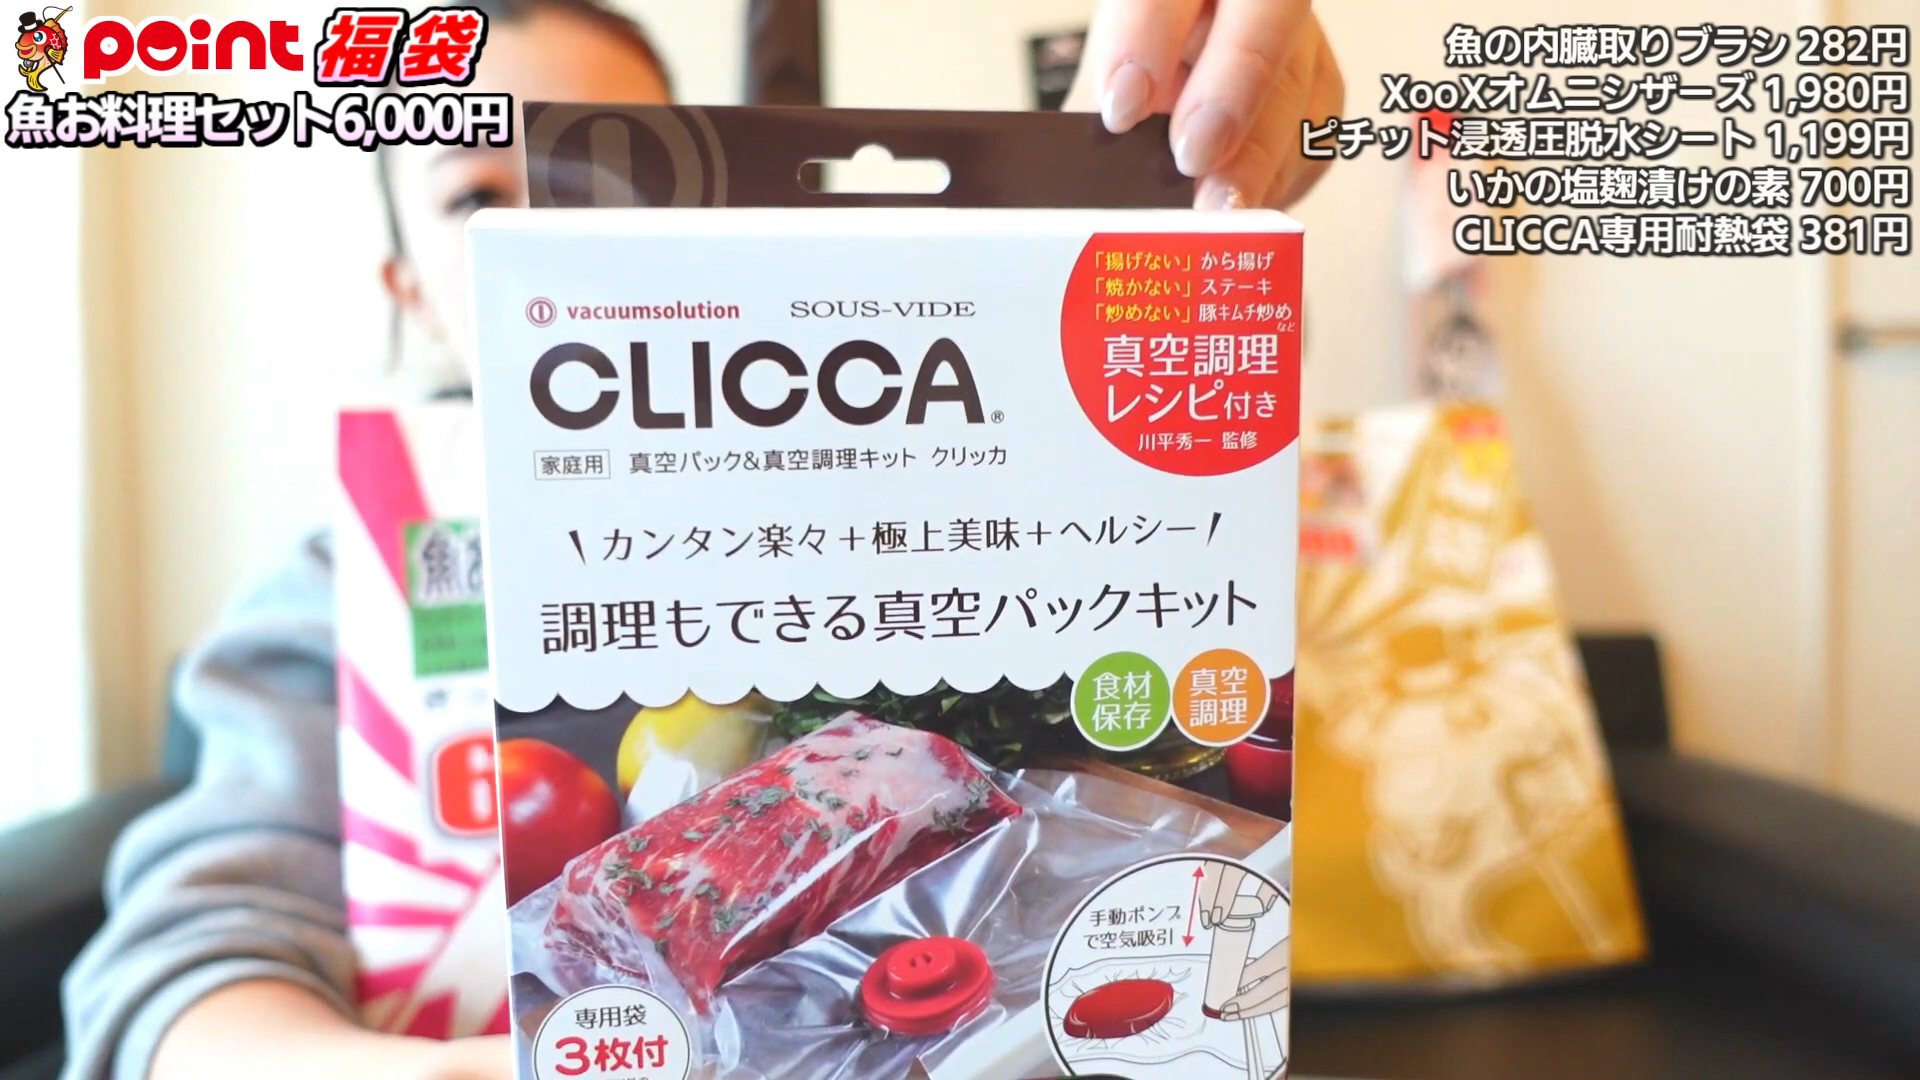 point 福袋
魚お料理セット6,000円
魚の内臓取りブラシ 282円
XooXオムニシザーズ 1,980円
ピチット浸透圧脱水シート 1,199円
いかの塩麹漬けの素 700円
CLICCA専用耐熱袋 381円
vacuumsolution SOUS-VIDE
CLICCA®
家庭用 真空パック&真空調理キット クリッカ
「揚げない」から揚げ
「焼かない」ステーキ
「炒めない」豚キムチ炒め
など
真空調理
レシピ付き
川平秀一 監修
カンタン楽々+極上美味+ヘルシー
調理もできる真空パックキット
食材
保存
真空
調理
手動ポンプ
で空気吸引
専用袋
3枚付